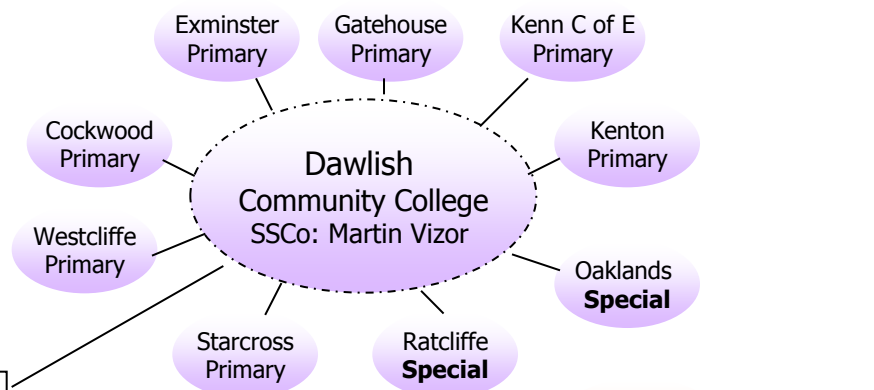 Exminster
Primary
Gatehouse
Primary
Kenn C of E
Primary
Cockwood
Primary
Kenton
Primary
Dawlish
Community College
SSCo: Martin Vizor
Westcliffe
Primary
Oaklands
Special
Starcross
Primary
Ratcliffe
Special